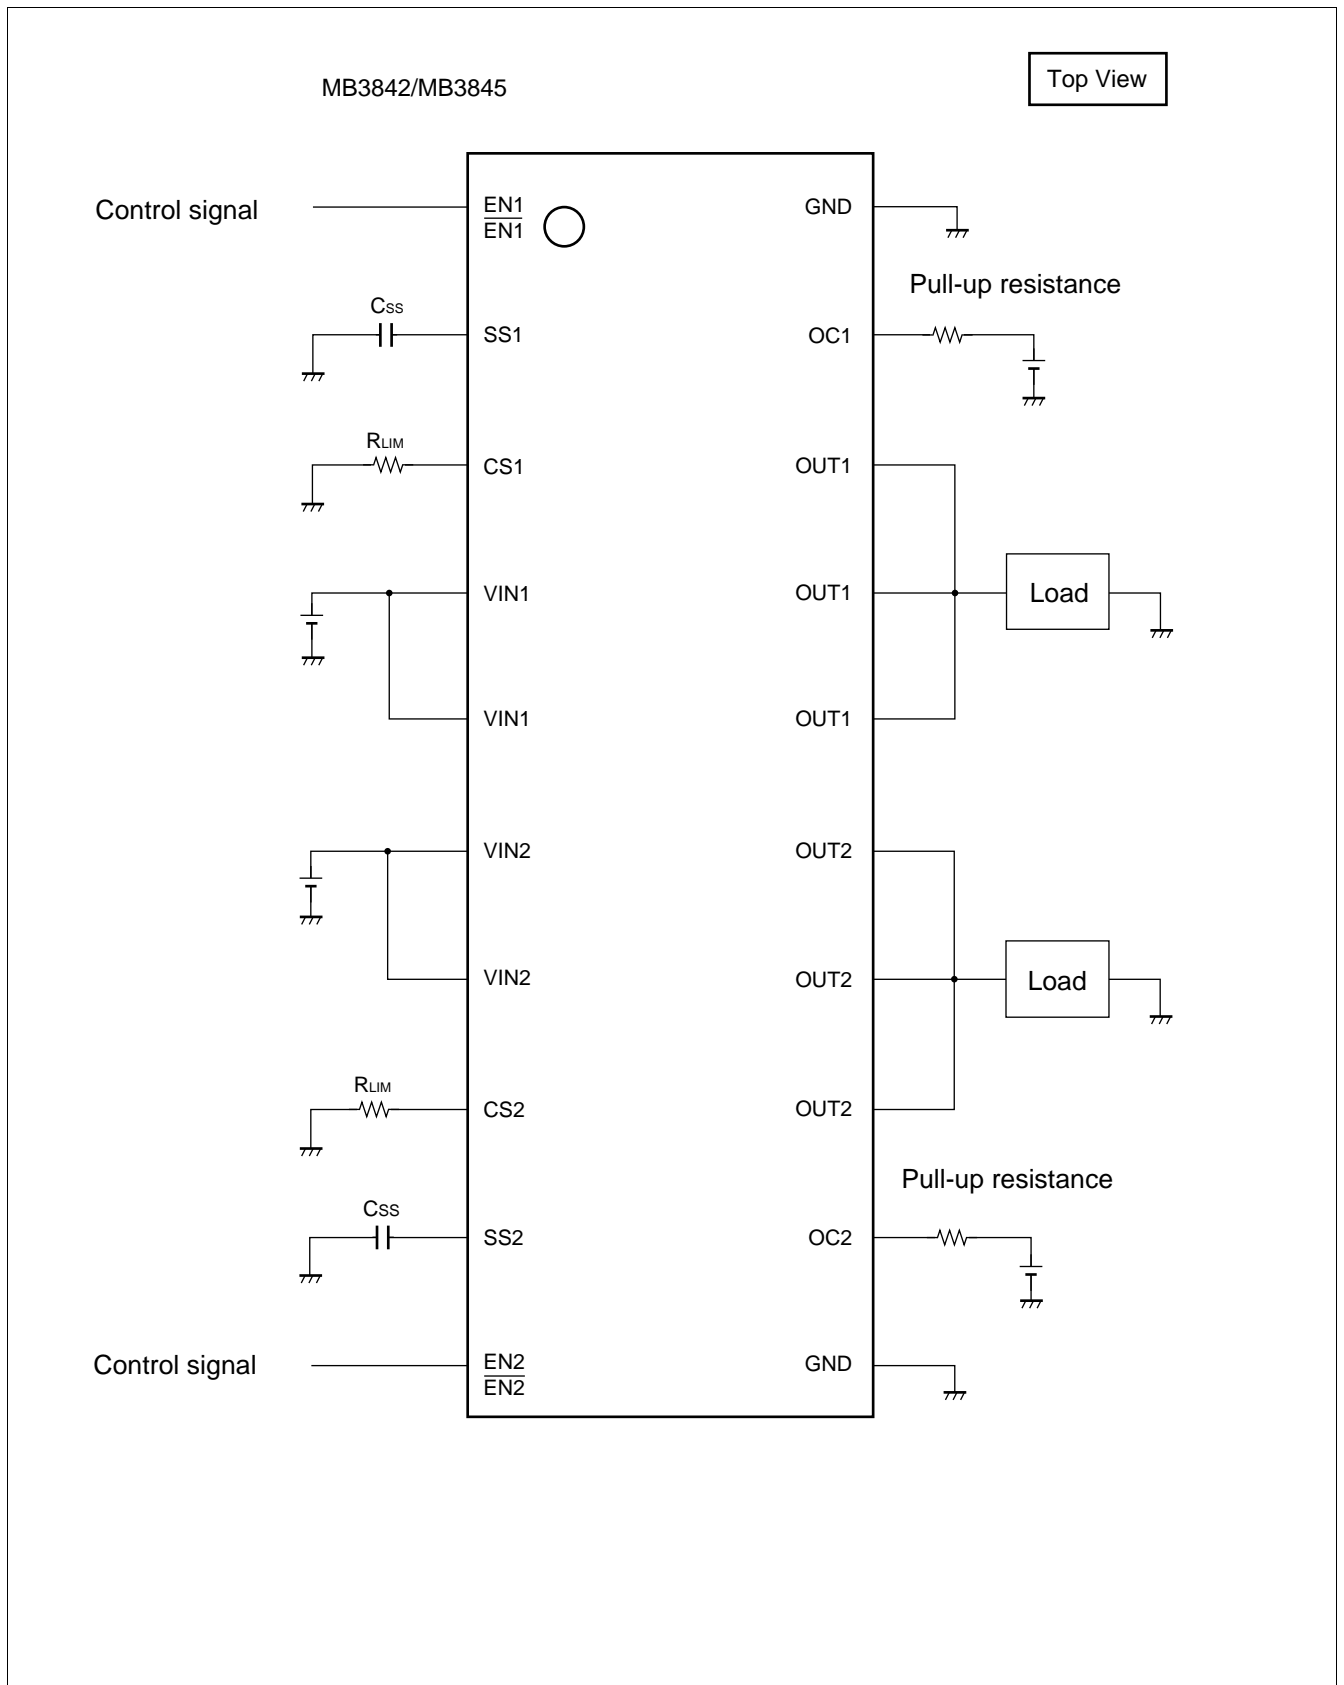 MB3842/MB3845
Top View
Control signal
EN1
EN1
GND
Pull-up resistance
CSS
SS1
OC1
RLIM
CS1
OUT1
VIN1
OUT1
Load
VIN1
OUT1
VIN2
OUT2
VIN2
OUT2
Load
RLIM
CS2
OUT2
Pull-up resistance
CSS
SS2
OC2
Control signal
EN2
EN2
GND